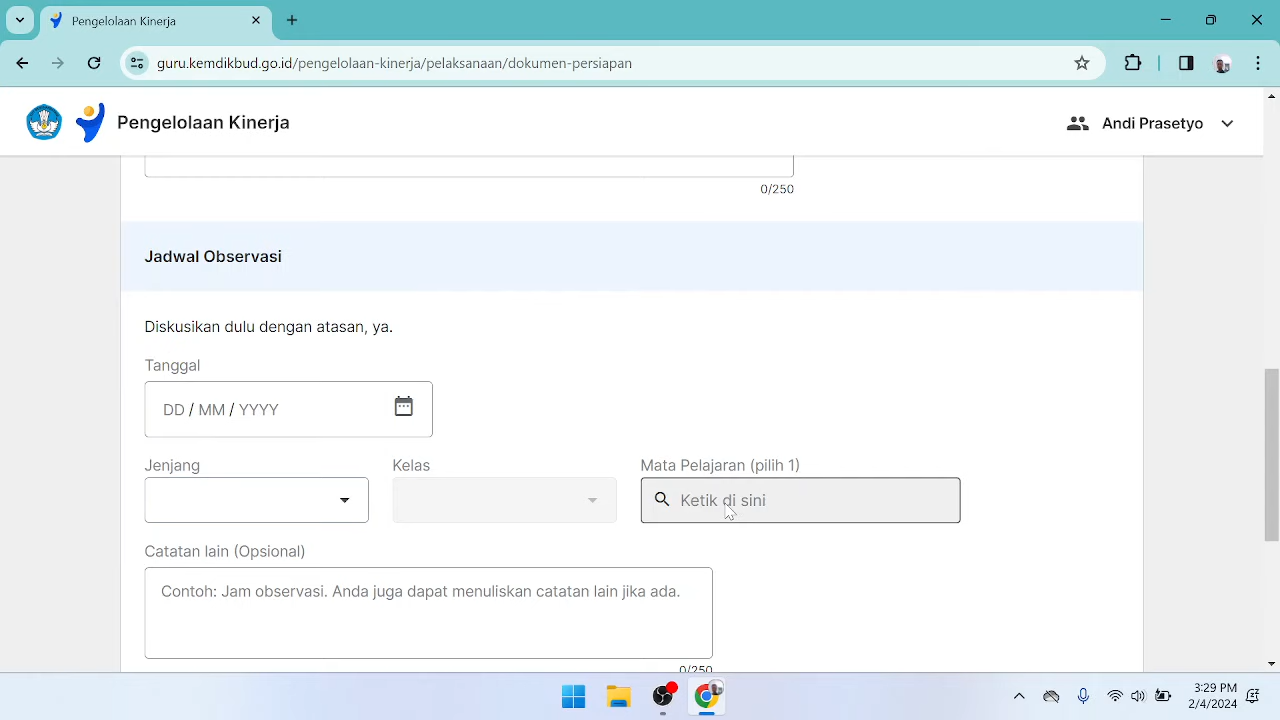 Pengelolaan Kinerja
guru.kemdikbud.go.id/pengelolaan-kinerja/pelaksanaan/dokumen-persiapan
Pengelolaan Kinerja
Andi Prasetyo
0/250
Jadwal Observasi
Diskusikan dulu dengan atasan, ya.
Tanggal
DD / MM / YYYY
Jenjang
Kelas
Mata Pelajaran (pilih 1)
Ketik di sini
Catatan lain (Opsional)
Contoh: Jam observasi. Anda juga dapat menuliskan catatan lain jika ada.
0/250
3:29 PM
2/4/2024